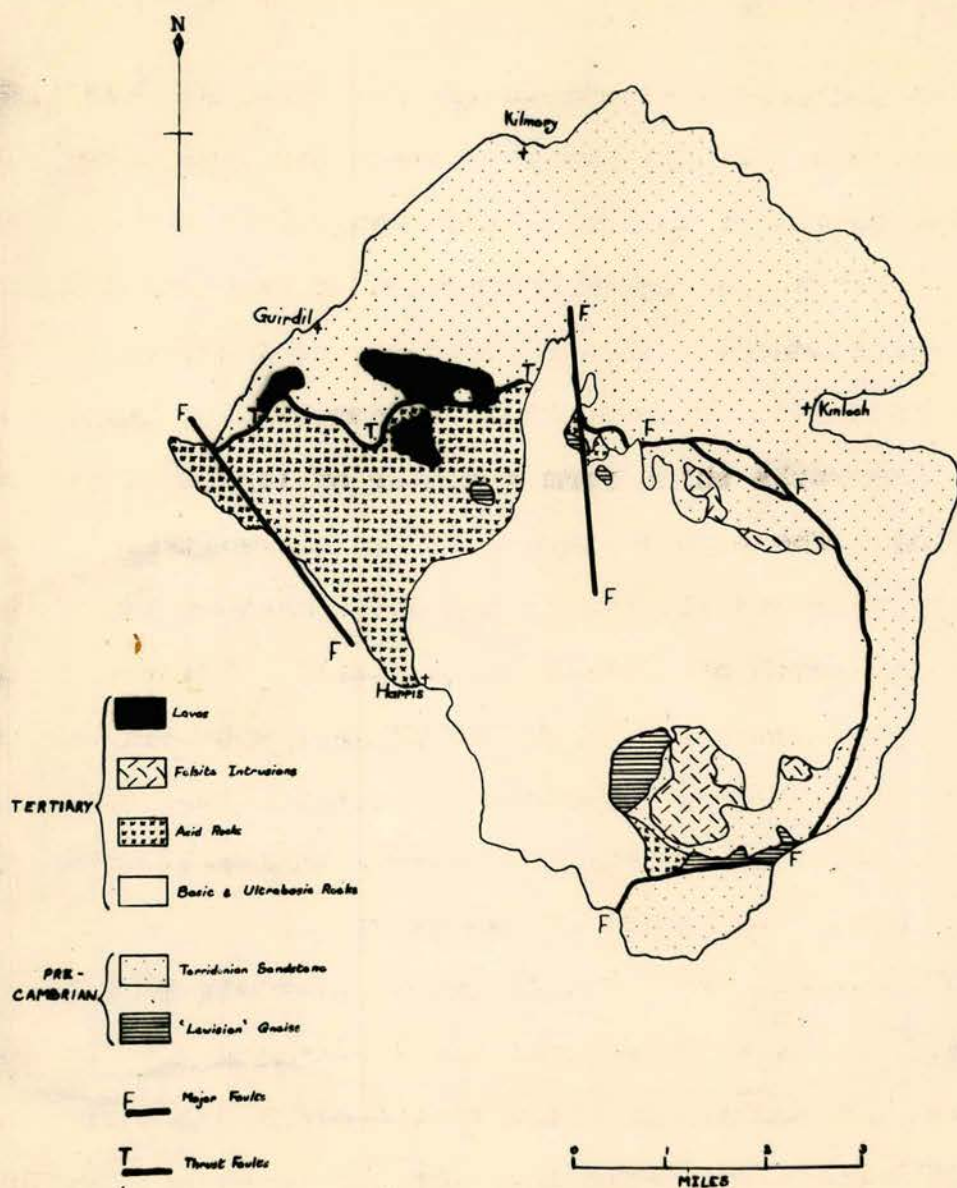 N
Kilmory
Guirdil
F
T
T
T
F
Kinloch
F
F
F
F
Harris
F
F
TERTIARY
Lavas
Felsite Intrusions
Acid Rocks
Basic & Ultrabasic Rocks
PRE-
CAMBRIAN
Torridonian Sandstone
'Lewisian' Gneiss
F Major Faults
T Thrust Faults
0 1 2 3
MILES